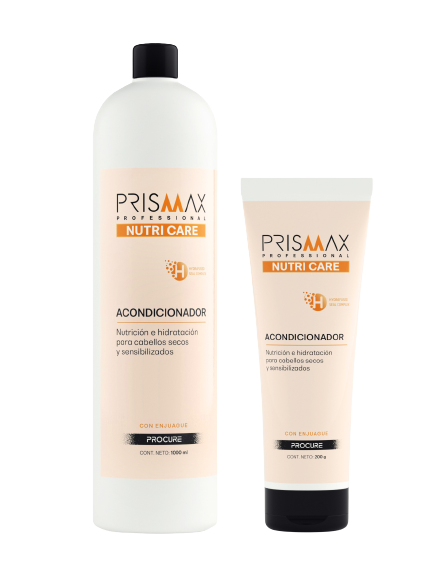 PRISMAX
PROFESSIONAL
NUTRI CARE
H
ACONDICIONADOR
Nutrición e hidratación
para cabellos secos
y sensibilizados
CON ENJUAGUE
PROCURE
CONT. NETO: 1000 ml
PRISMAX
PROFESSIONAL
NUTRI CARE
H
ACONDICIONADOR
Nutrición e hidratación
para cabellos secos
y sensibilizados
CON ENJUAGUE
PROCURE
CONT. NETO: 200 g